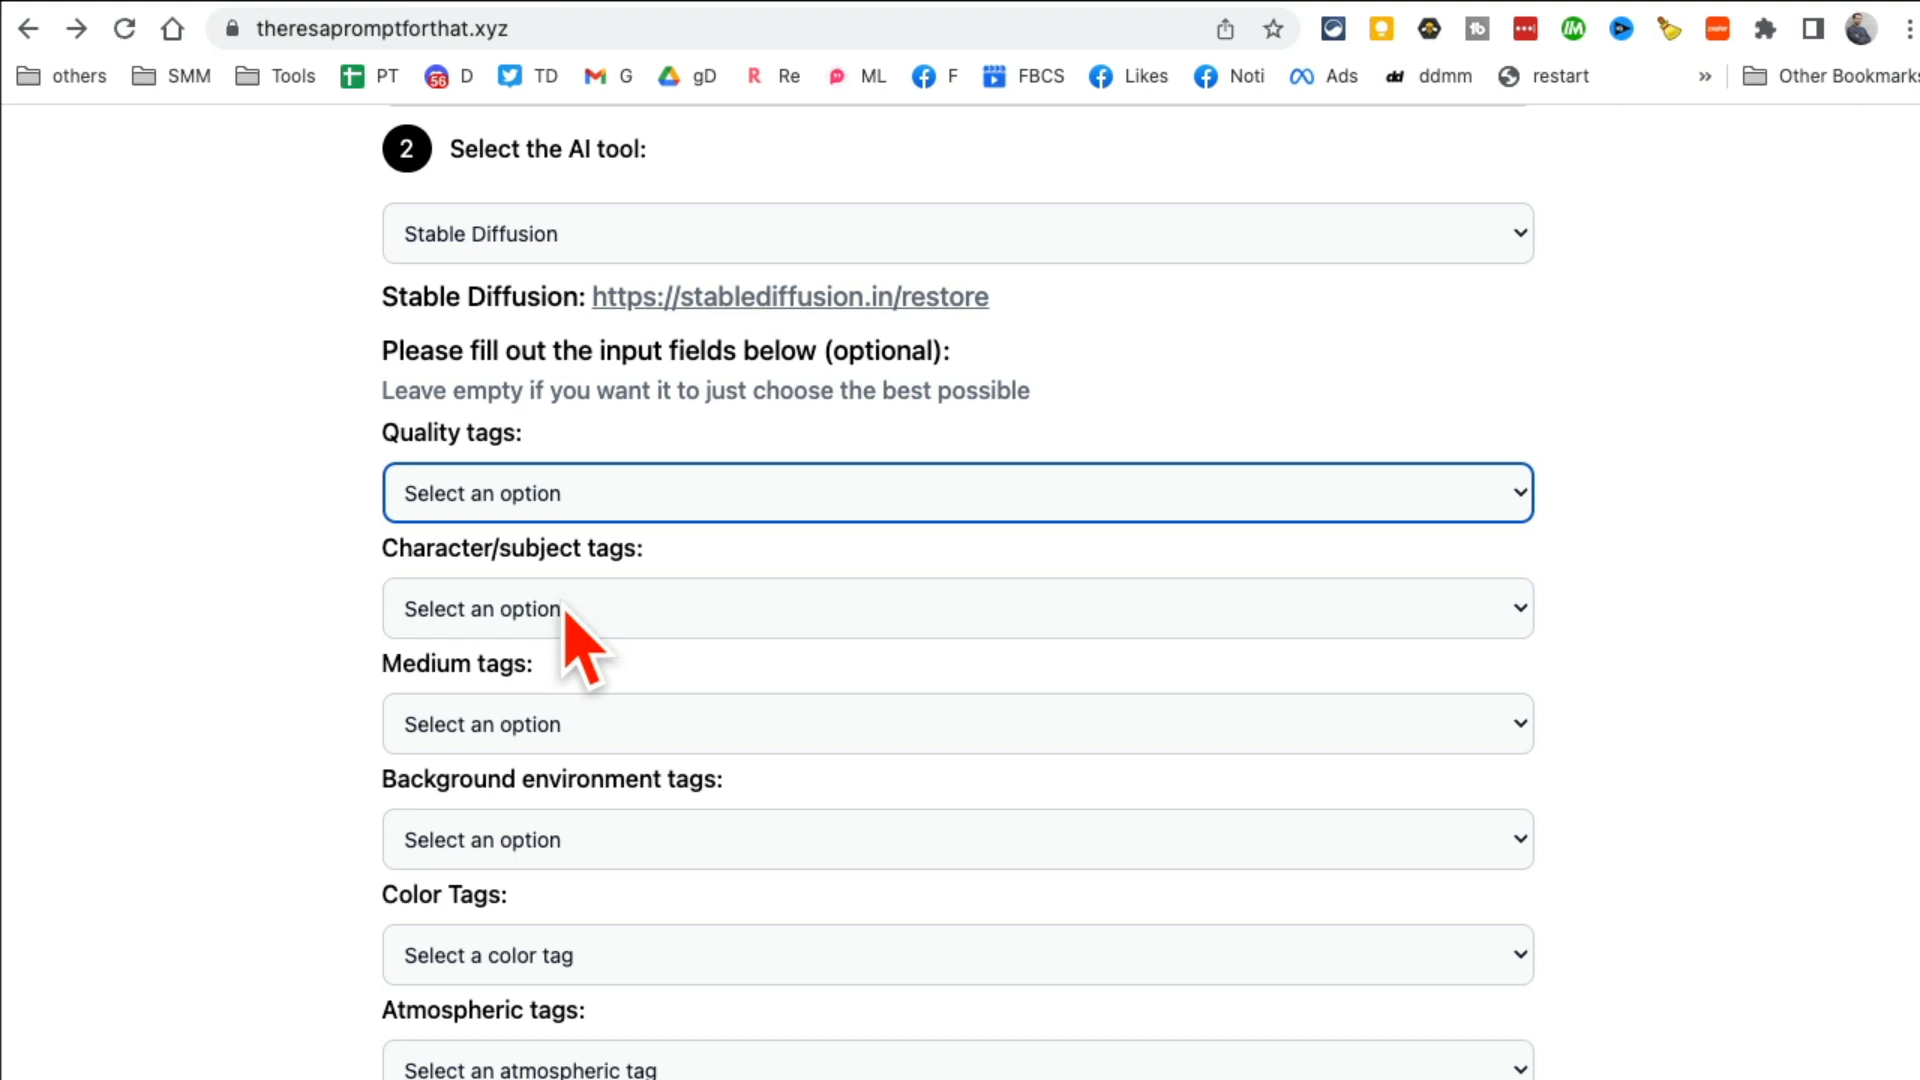 theresapromptforthat.xyz
others SMM Tools PT 56 D TD G gD R Re ML F FBCS Likes Noti Ads dd ddmm restart » Other Bookmarks
2 Select the AI tool:
Stable Diffusion
Stable Diffusion: https://stablediffusion.in/restore
Please fill out the input fields below (optional):
Leave empty if you want it to just choose the best possible
Quality tags:
Select an option
Character/subject tags:
Select an option
Medium tags:
Select an option
Background environment tags:
Select an option
Color Tags:
Select a color tag
Atmospheric tags:
Select an atmospheric tag